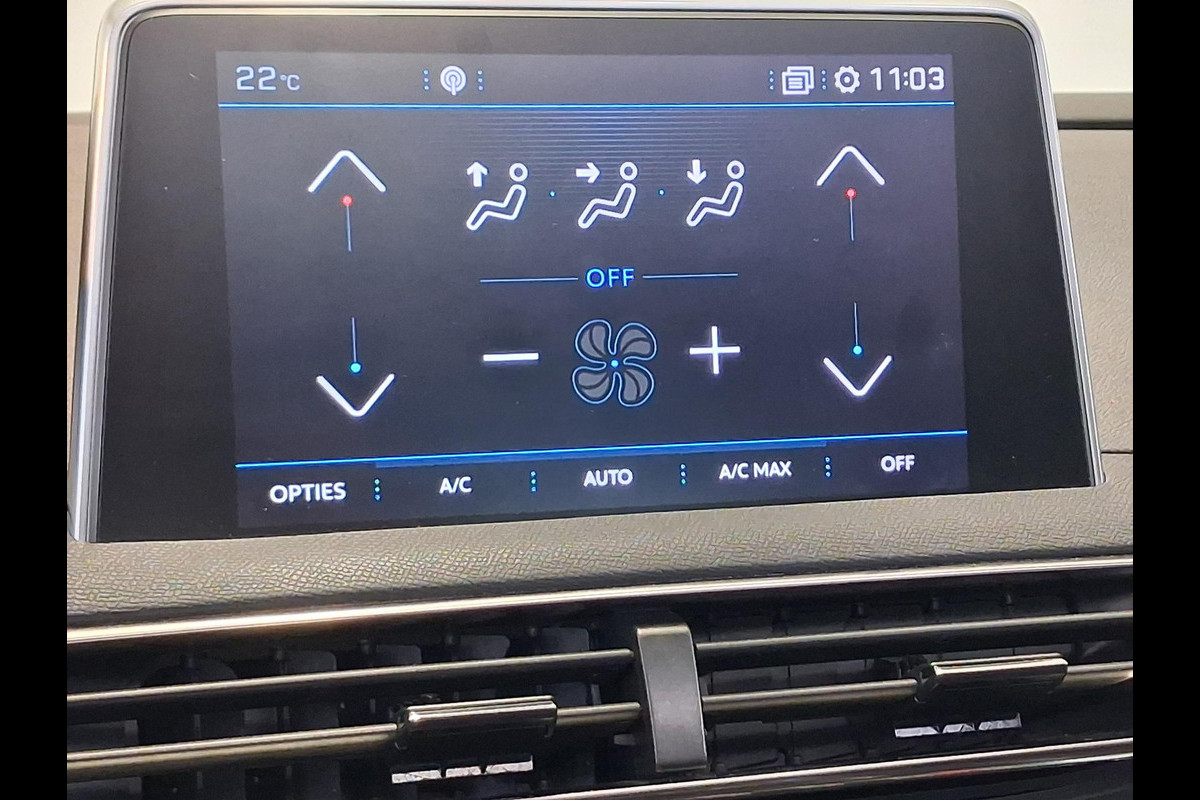 22°C 11:03
OFF
OPTIES A/C AUTO A/C MAX OFF